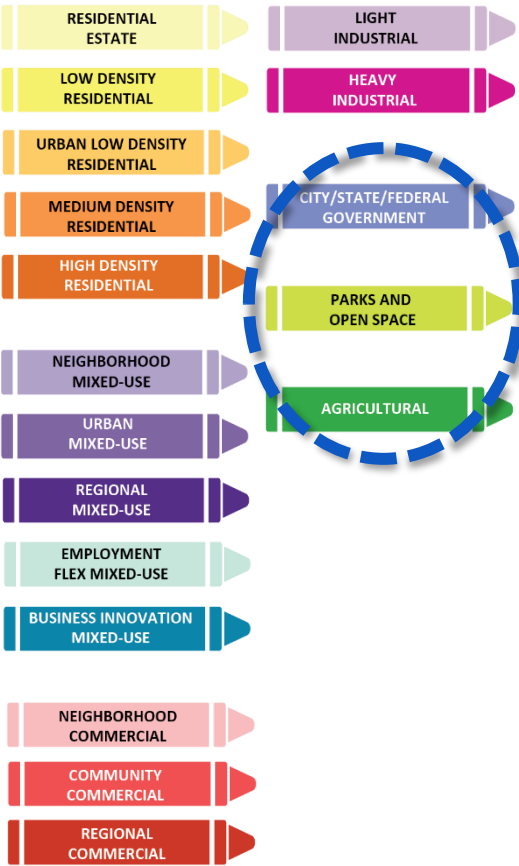 RESIDENTIAL
ESTATE
LOW DENSITY
RESIDENTIAL
URBAN LOW DENSITY
RESIDENTIAL
MEDIUM DENSITY
RESIDENTIAL
HIGH DENSITY
RESIDENTIAL
NEIGHBORHOOD
MIXED-USE
URBAN
MIXED-USE
REGIONAL
MIXED-USE
EMPLOYMENT
FLEX MIXED-USE
BUSINESS INNOVATION
MIXED-USE
NEIGHBORHOOD
COMMERCIAL
COMMUNITY
COMMERCIAL
REGIONAL
COMMERCIAL
LIGHT
INDUSTRIAL
HEAVY
INDUSTRIAL
CITY/STATE/FEDERAL
GOVERNMENT
PARKS AND
OPEN SPACE
AGRICULTURAL